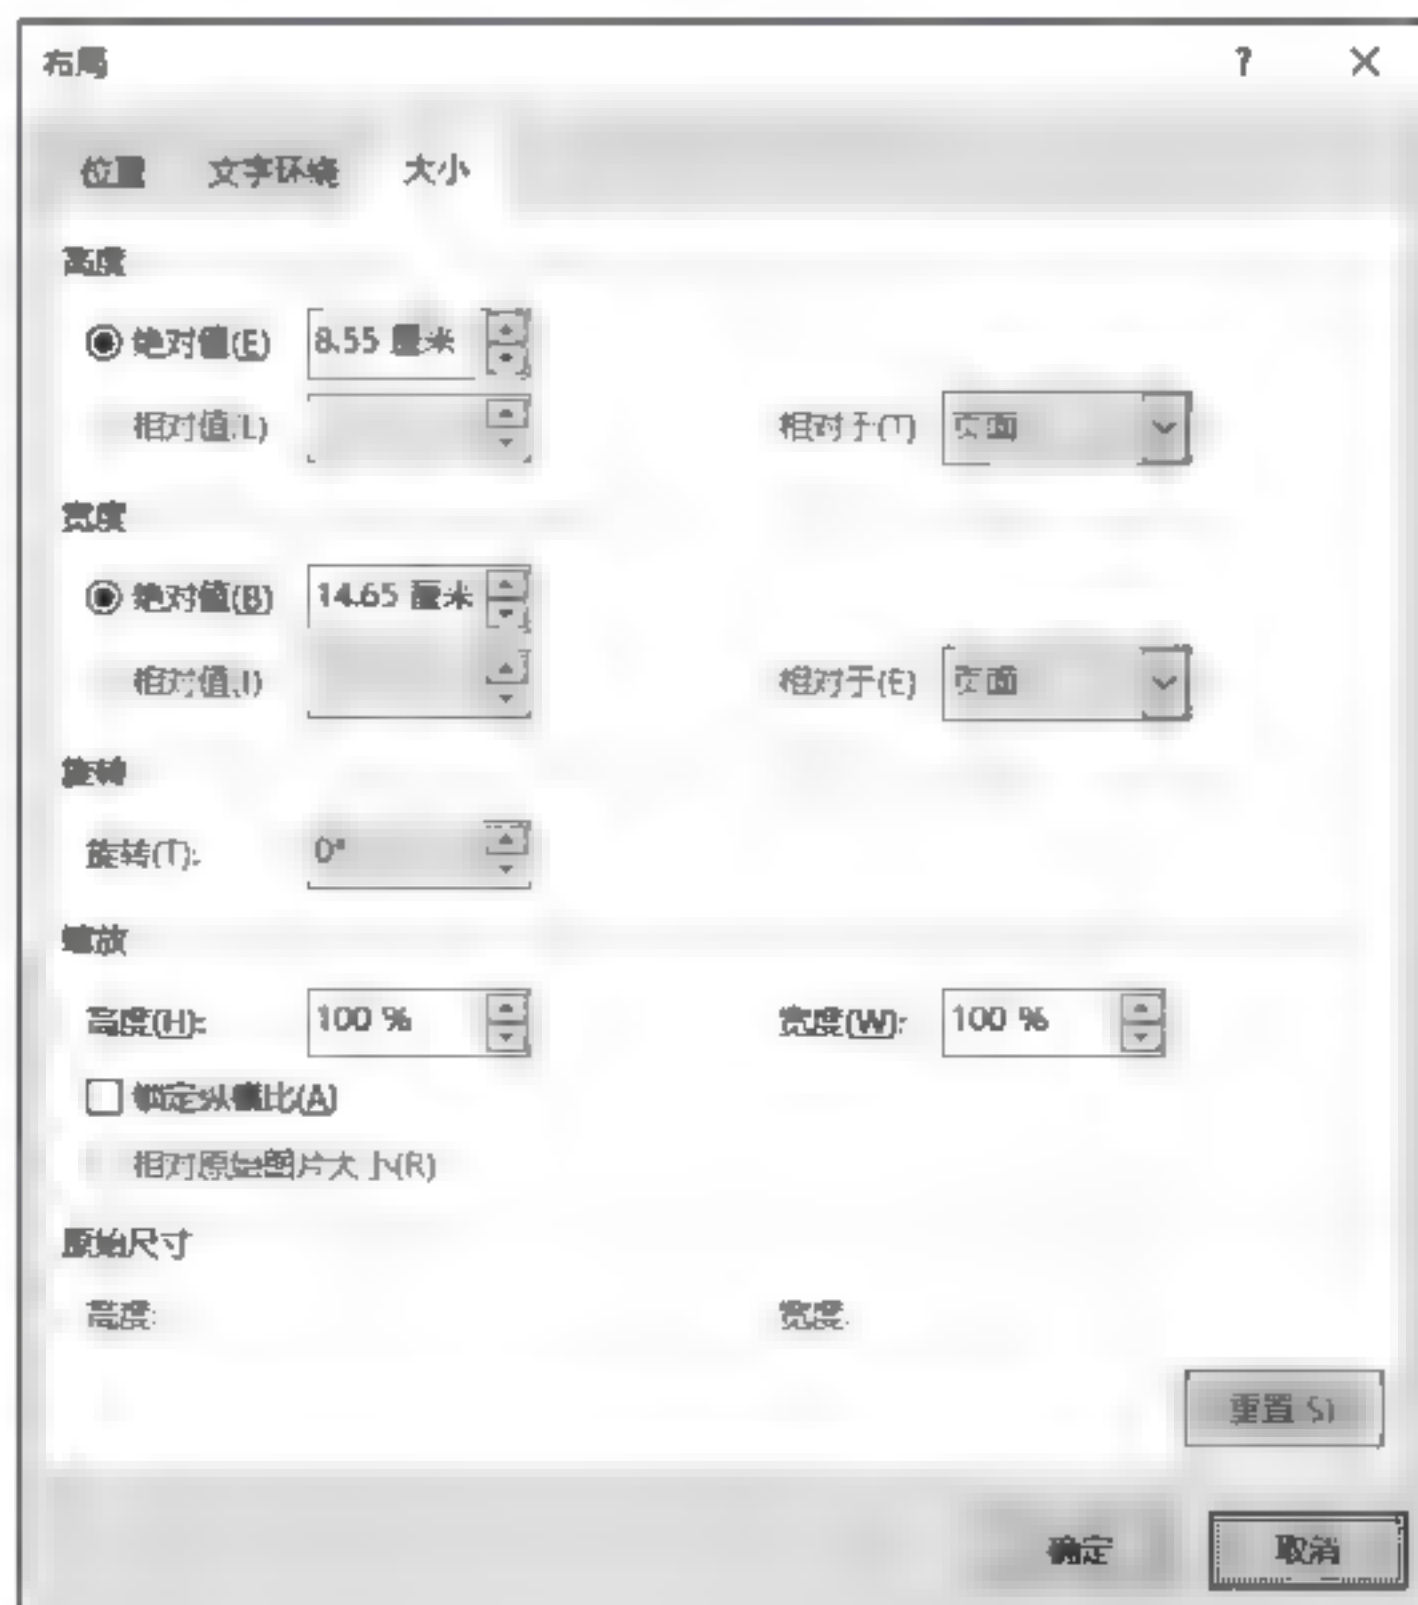 布局 ?
位置 文字环绕 大小
高度
绝对值(E) 8.55 厘米
相对值(L) 相对于(T) 页面
宽度
绝对值(B) 14.65 厘米
相对值(I) 相对于(E) 页面
旋转
旋转(T): 0°
缩放
高度(H): 100 % 宽度(W): 100 %
锁定纵横比(A)
相对原始图片大小(R)
原始尺寸
高度: 宽度:
重置(S)
确定 取消